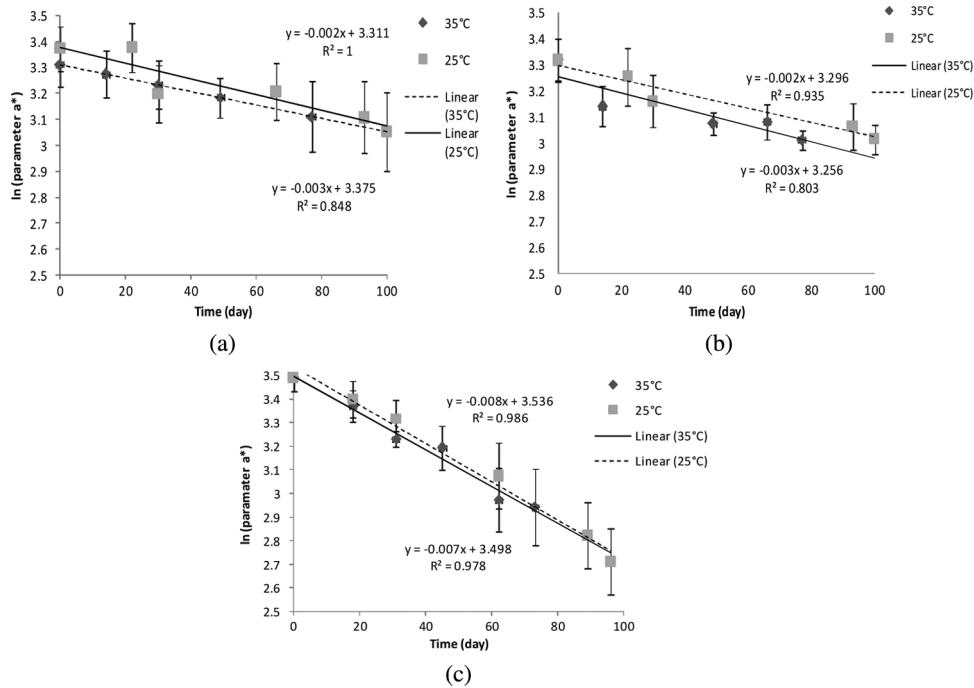 3.5
3.4
3.3
3.2
3.1
3
2.9
2.8
2.7
2.6
2.5
ln (parameter a*)
0
20
40
60
80
100
Time (day)
y = -0.002x + 3.311
R² = 1
y = -0.003x + 3.375
R² = 0.848
35°C
25°C
Linear
(35°C)
Linear
(25°C)
(a)
3.5
3.4
3.3
3.2
3.1
3
2.9
2.8
2.7
2.6
2.5
ln (parameter a*)
0
20
40
60
80
100
Time (day)
y = -0.002x + 3.296
R² = 0.935
y = -0.003x + 3.256
R² = 0.803
35°C
25°C
Linear (35°C)
Linear (25°C)
(b)
3.5
3.4
3.3
3.2
3.1
3
2.9
2.8
2.7
2.6
2.5
ln (paramater a*)
0
20
40
60
80
100
Time (day)
y = -0.008x + 3.536
R² = 0.986
y = -0.007x + 3.498
R² = 0.978
35°C
25°C
Linear (35°C)
Linear (25°C)
(c)